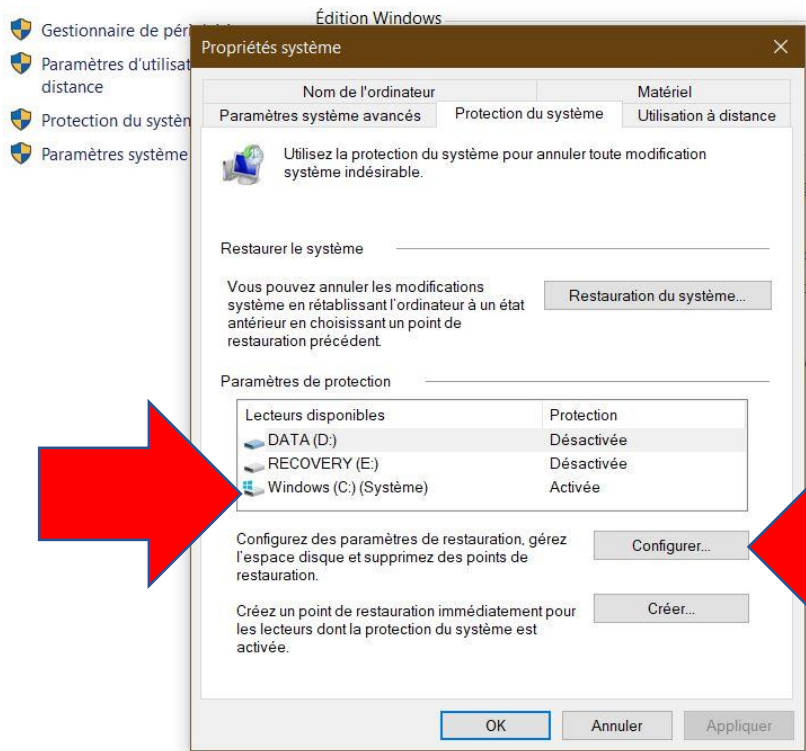 Édition Windows
Gestionnaire de péri
Paramètres d'utilisat
distance
Protection du systèm
Paramètres système
Propriétés système
Nom de l'ordinateur
Matériel
Paramètres système avancés
Protection du système
Utilisation à distance
Utilisez la protection du système pour annuler toute modification
système indésirable.
Restaurer le système
Vous pouvez annuler les modifications
système en rétablissant l'ordinateur à un état
antérieur en choisissant un point de
restauration précédent.
Restauration du système...
Paramètres de protection
Lecteurs disponibles
Protection
DATA (D:)
Désactivée
RECOVERY (E:)
Désactivée
Windows (C:) (Système)
Activée
Configurez des paramètres de restauration, gérez
l'espace disque et supprimez des points de
restauration.
Configurer...
Créez un point de restauration immédiatement pour
les lecteurs dont la protection du système est
activée.
Créer...
OK
Annuler
Appliquer